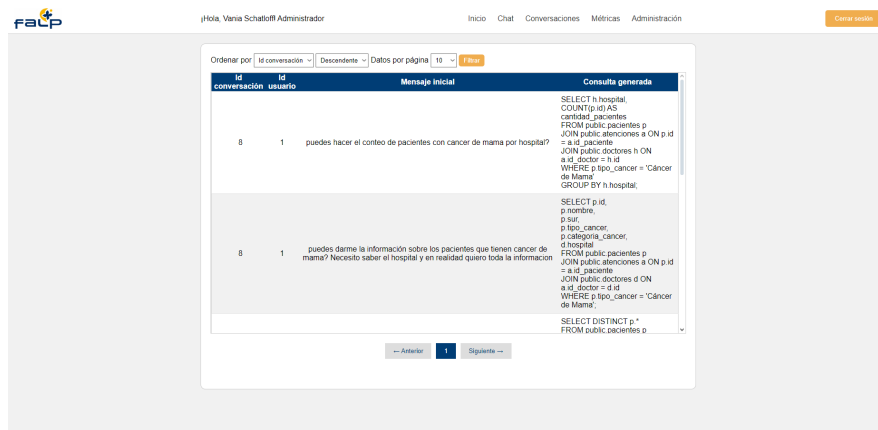 falp
¡Hola, Vania Schatloff! Administrador
Inicio Chat Conversaciones Métricas Administración
Cerrar sesión
Ordenar por Id conversación Descendente Datos por página 10 Filtrar
Id conversación Id usuario Mensaje inicial Consulta generada
8 1 puedes hacer el conteo de pacientes con cancer de mama por hospital?
SELECT h.hospital,
COUNT(p.id) AS
cantidad_pacientes
FROM public.pacientes p
JOIN public.atenciones a ON p.id
= a.id_paciente
JOIN public.doctores h ON
a.id_doctor = h.id
WHERE p.tipo_cancer = 'Cáncer
de Mama'
GROUP BY h.hospital;
8 1 puedes darme la información sobre los pacientes que tienen cancer de
mama? Necesito saber el hospital y en realidad quiero toda la informacion
SELECT p.id,
p.nombre,
p.sur,
p.tipo_cancer,
p.categoria_cancer,
d.hospital
FROM public.pacientes p
JOIN public.atenciones a ON p.id
= a.id_paciente
JOIN public.doctores d ON
a.id_doctor = d.id
WHERE p.tipo_cancer = 'Cáncer
de Mama';
SELECT DISTINCT p.*
FROM public.pacientes p
← Anterior 1 Siguiente →